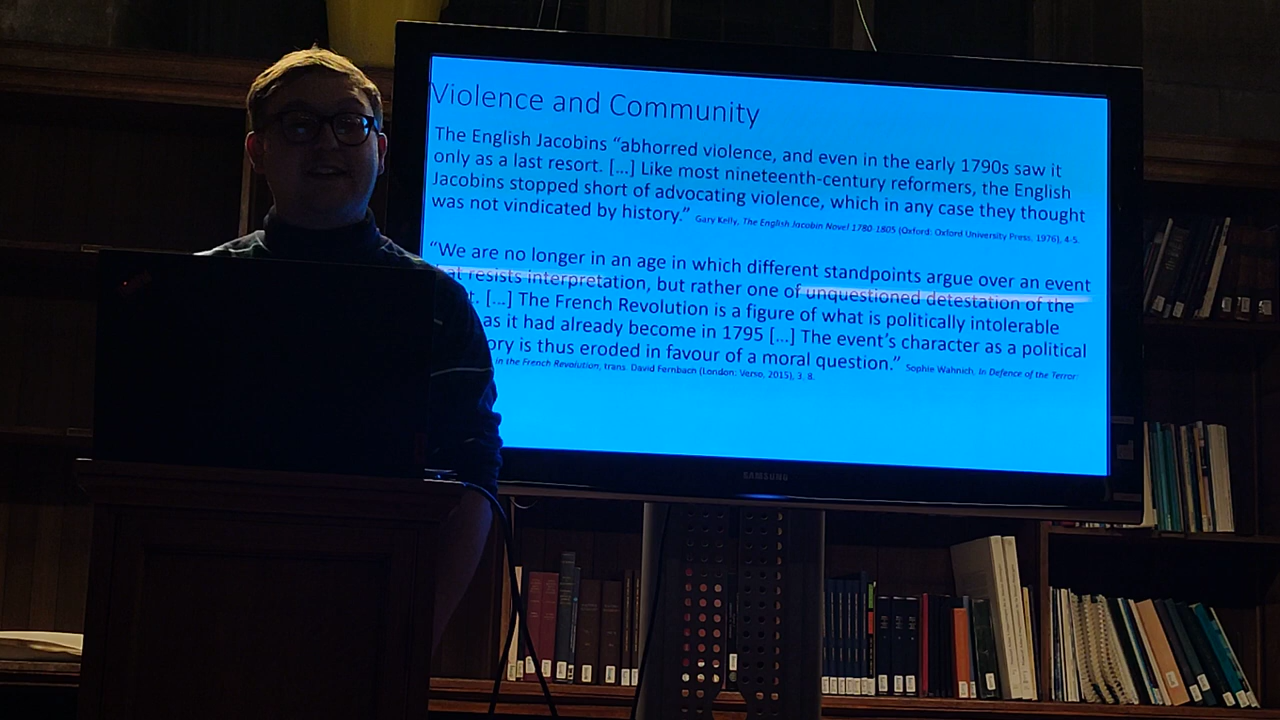 Violence and Community
The English Jacobins “abhorred violence, and even in the early 1790s saw it
only as a last resort. [...] Like most nineteenth-century reformers, the English
Jacobins stopped short of advocating violence, which in any case they thought
was not vindicated by history.” Gary Kelly, The English Jacobin Novel 1780-1805 (Oxford: Oxford University Press, 1976), 4-5.
“We are no longer in an age in which different standpoints argue over an event
resists interpretation, but rather one of unquestioned detestation of the
[...] The French Revolution is a figure of what is politically intolerable
as it had already become in 1795 [...] The event’s character as a political
is thus eroded in favour of a moral question.” Sophie Wahnich, In Defence of the Terror:
in the French Revolution, trans. David Fernbach (London: Verso, 2015), 3, 8.
SAMSUNG